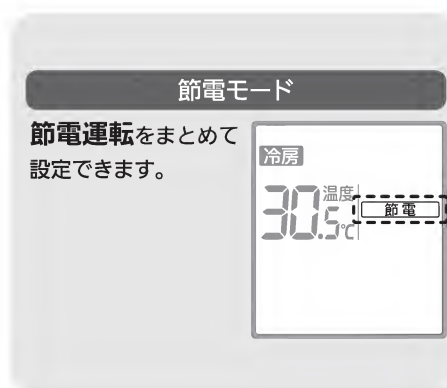 節電モード
節電運転をまとめて
設定できます。
冷房
温度
30.5℃
節電